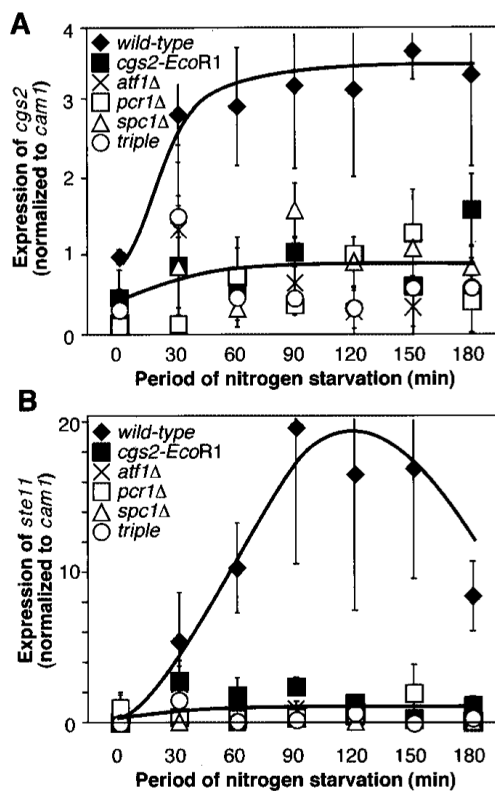 A
Expression of cgs2
(normalized to cam1)
4
3
2
1
0
wild-type
cgs2-EcoR1
atf1Δ
pcr1Δ
spc1Δ
triple
0 30 60 90 120 150 180
Period of nitrogen starvation (min)
B
Expression of ste11
(normalized to cam1)
20
10
0
wild-type
cgs2-EcoR1
atf1Δ
pcr1Δ
spc1Δ
triple
0 30 60 90 120 150 180
Period of nitrogen starvation (min)